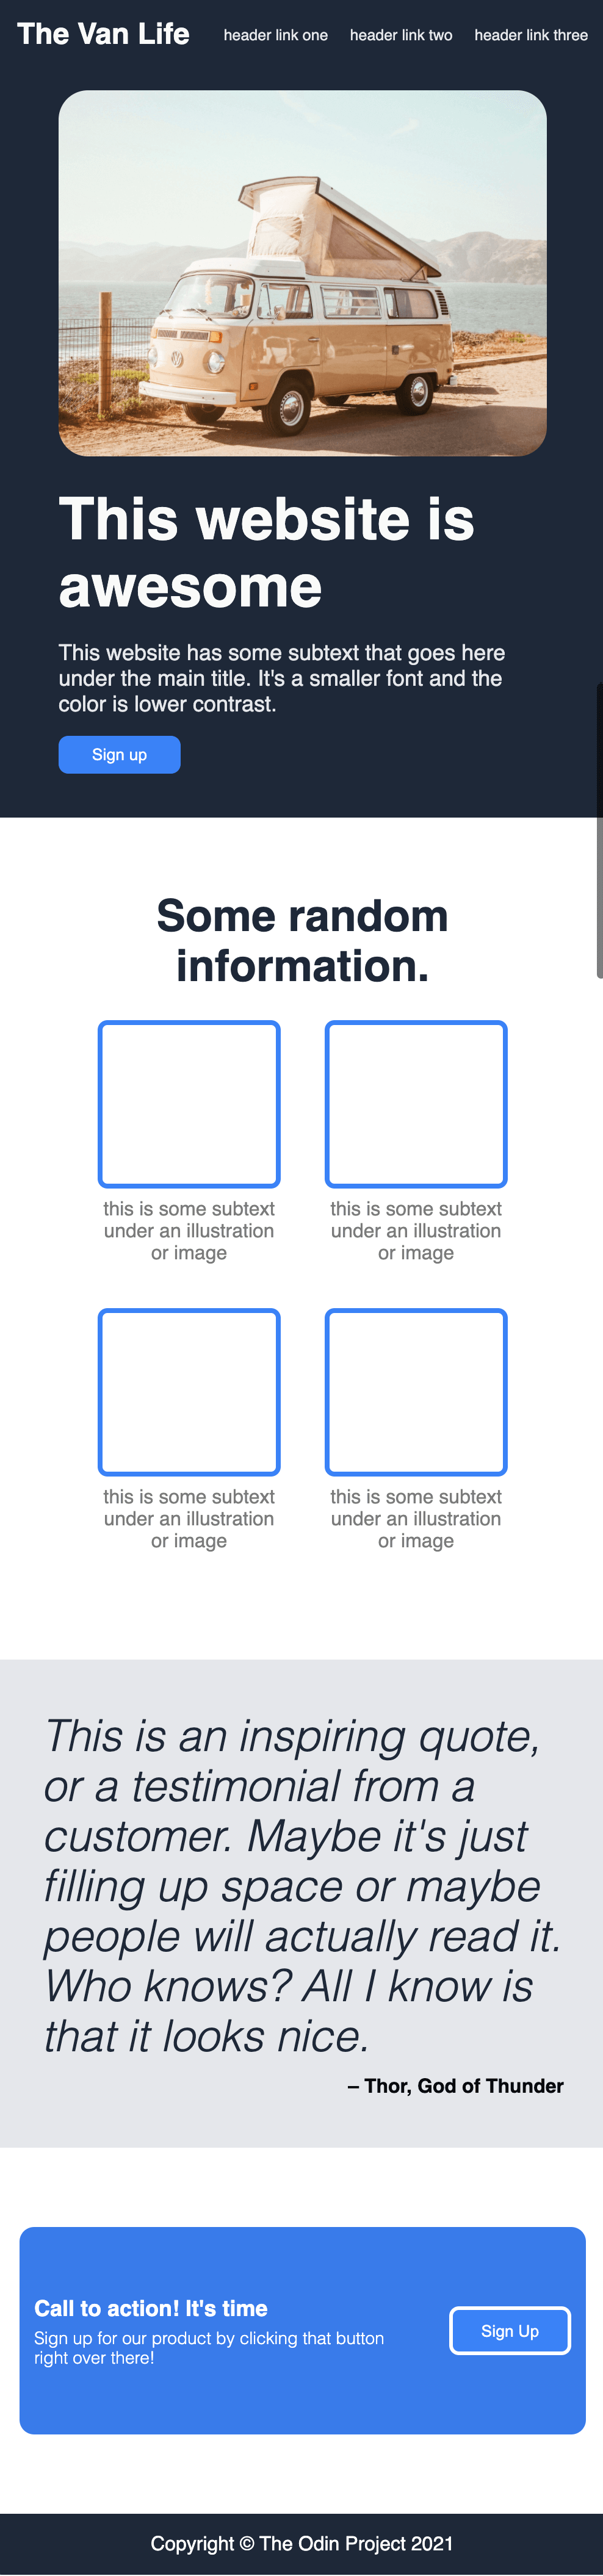 The Van Life
header link one
header link two
header link three
This website is
awesome
This website has some subtext that goes here
under the main title. It's a smaller font and the
color is lower contrast.
Sign up
Some random
information.
this is some subtext
under an illustration
or image
this is some subtext
under an illustration
or image
this is some subtext
under an illustration
or image
this is some subtext
under an illustration
or image
This is an inspiring quote,
or a testimonial from a
customer. Maybe it's just
filling up space or maybe
people will actually read it.
Who knows? All I know is
that it looks nice.
– Thor, God of Thunder
Call to action! It's time
Sign up for our product by clicking that button
right over there!
Sign Up
Copyright © The Odin Project 2021